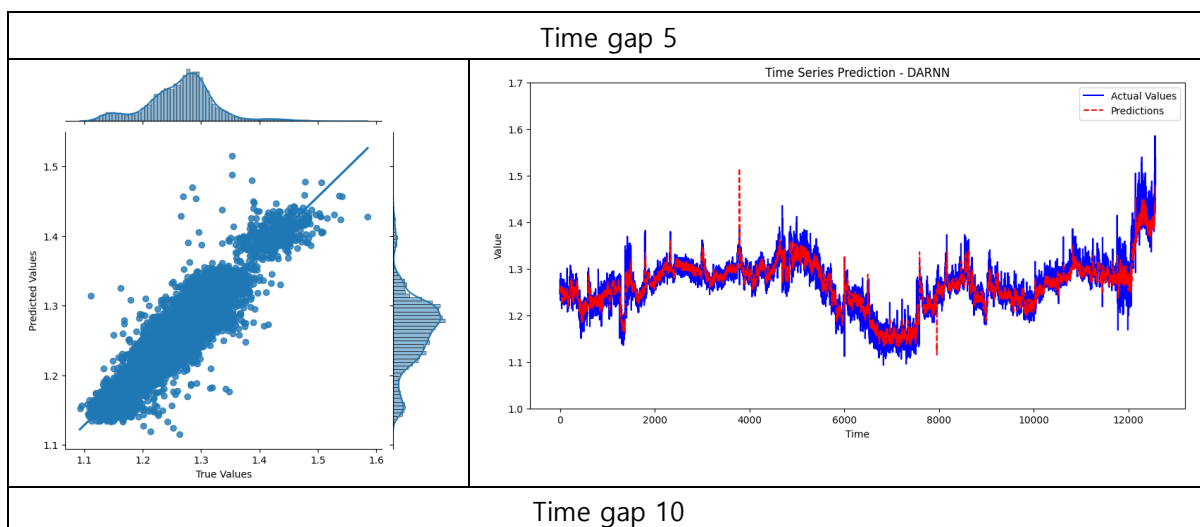 Time gap 5
Time Series Prediction - DARNN
Predicted Values
1.5
1.4
1.3
1.2
1.1
1.1 1.2 1.3 1.4 1.5 1.6
True Values
Value
1.7
1.6
1.5
1.4
1.3
1.2
1.1
1.0
Actual Values
Predictions
0 2000 4000 6000 8000 10000 12000
Time
Time gap 10